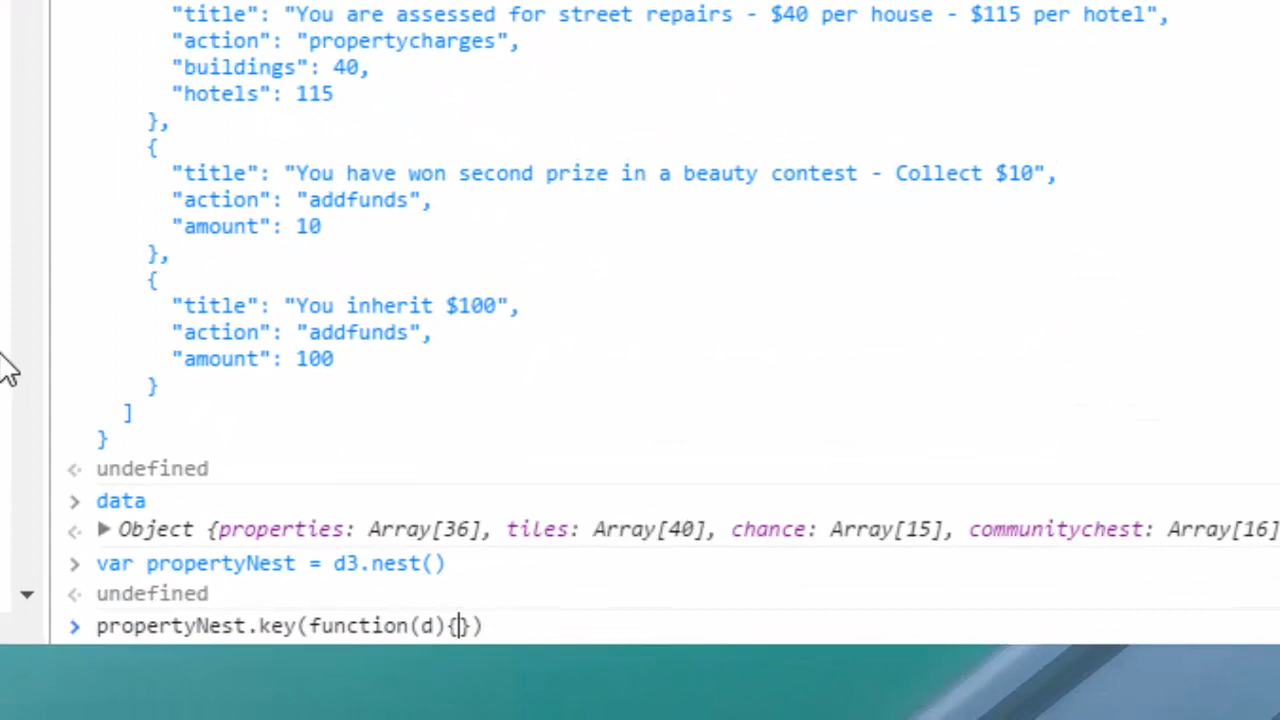 "title": "You are assessed for street repairs - $40 per house - $115 per hotel",
"action": "propertycharges",
"buildings": 40,
"hotels": 115
},
{
"title": "You have won second prize in a beauty contest - Collect $10",
"action": "addfunds",
"amount": 10
},
{
"title": "You inherit $100",
"action": "addfunds",
"amount": 100
}
]
}
undefined
data
Object {properties: Array[36], tiles: Array[40], chance: Array[15], communitychest: Array[16]
var propertyNest = d3.nest()
undefined
propertyNest.key(function(d){})